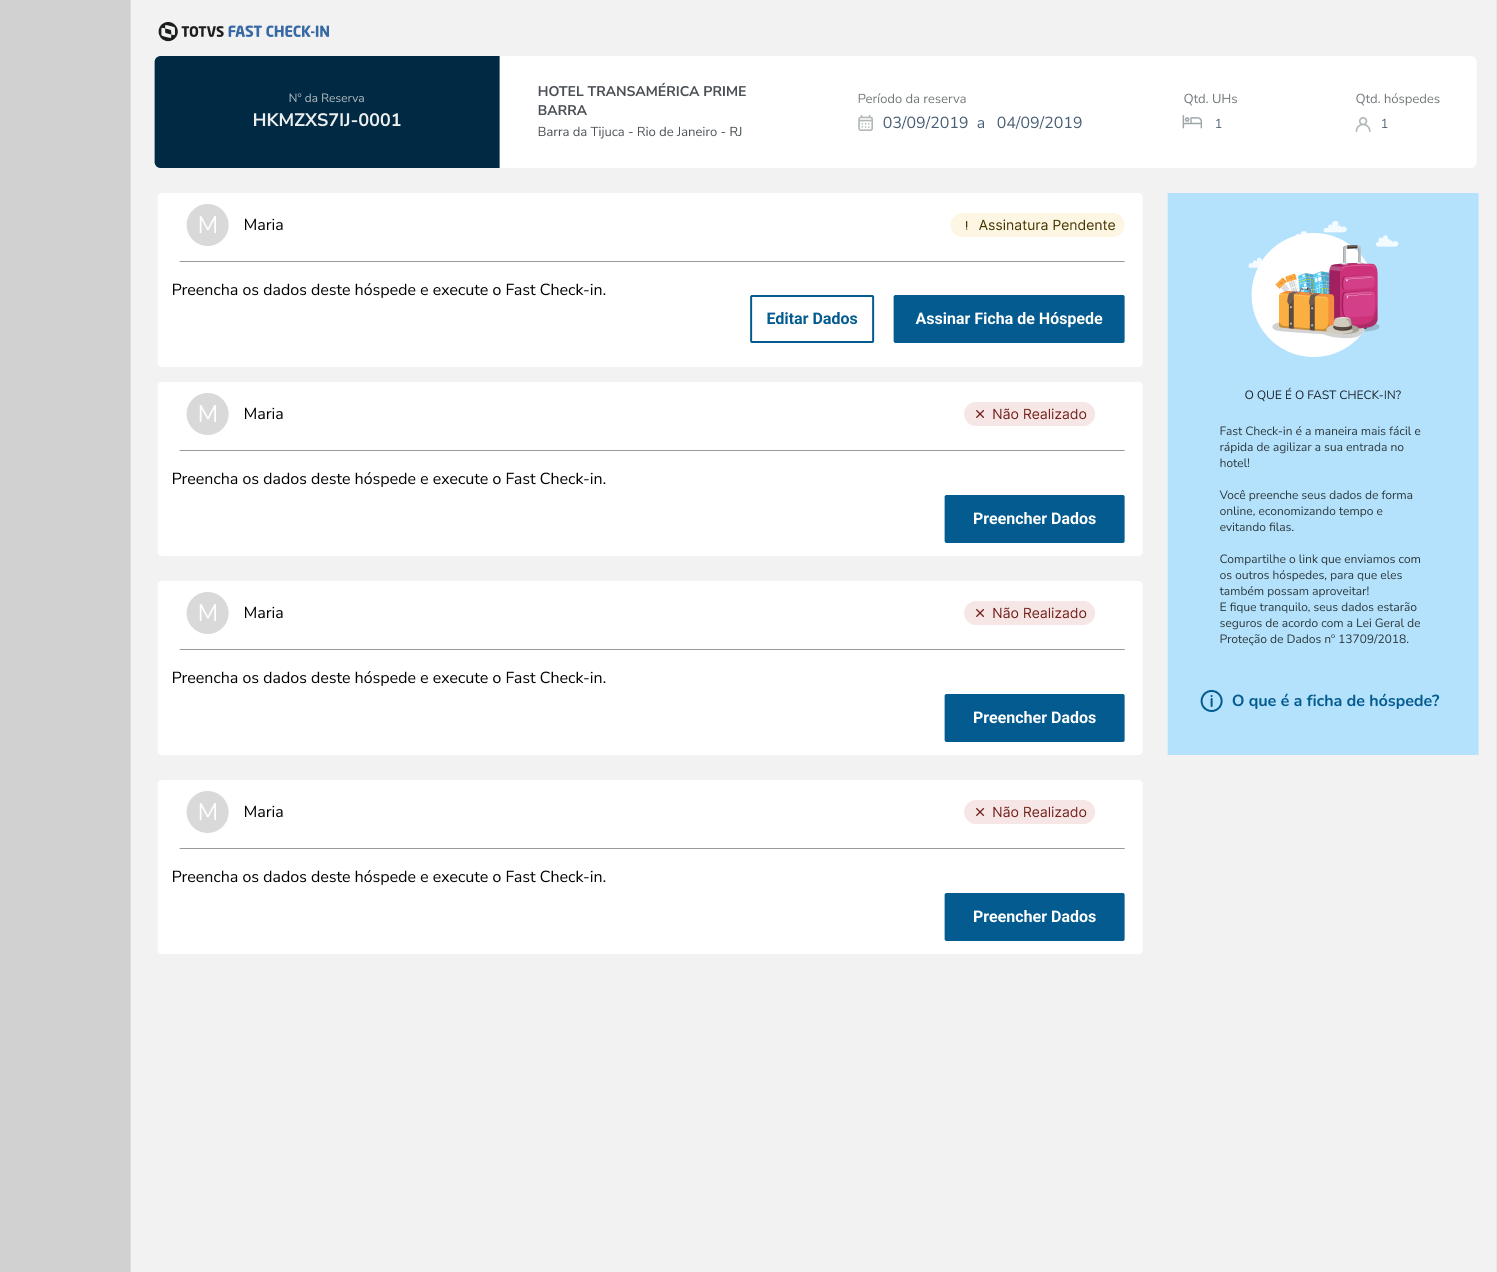 TOTVS FAST CHECK-IN
Nº da Reserva
HKMZXS7IJ-0001
HOTEL TRANSAMÉRICA PRIME
BARRA
Barra da Tijuca - Rio de Janeiro - RJ
Período da reserva
03/09/2019 a 04/09/2019
Qtd. UHs
1
Qtd. hóspedes
1
M
Maria
! Assinatura Pendente
Preencha os dados deste hóspede e execute o Fast Check-in.
Editar Dados
Assinar Ficha de Hóspede
M
Maria
Não Realizado
Preencha os dados deste hóspede e execute o Fast Check-in.
Preencher Dados
M
Maria
Não Realizado
Preencha os dados deste hóspede e execute o Fast Check-in.
Preencher Dados
M
Maria
Não Realizado
Preencha os dados deste hóspede e execute o Fast Check-in.
Preencher Dados
O QUE É O FAST CHECK-IN?
Fast Check-in é a maneira mais fácil e
rápida de agilizar a sua entrada no
hotel!
Você preenche seus dados de forma
online, economizando tempo e
evitando filas.
Compartilhe o link que enviamos com
os outros hóspedes, para que eles
também possam aproveitar!
E fique tranquilo, seus dados estarão
seguros de acordo com a Lei Geral de
Proteção de Dados nº 13709/2018.
O que é a ficha de hóspede?